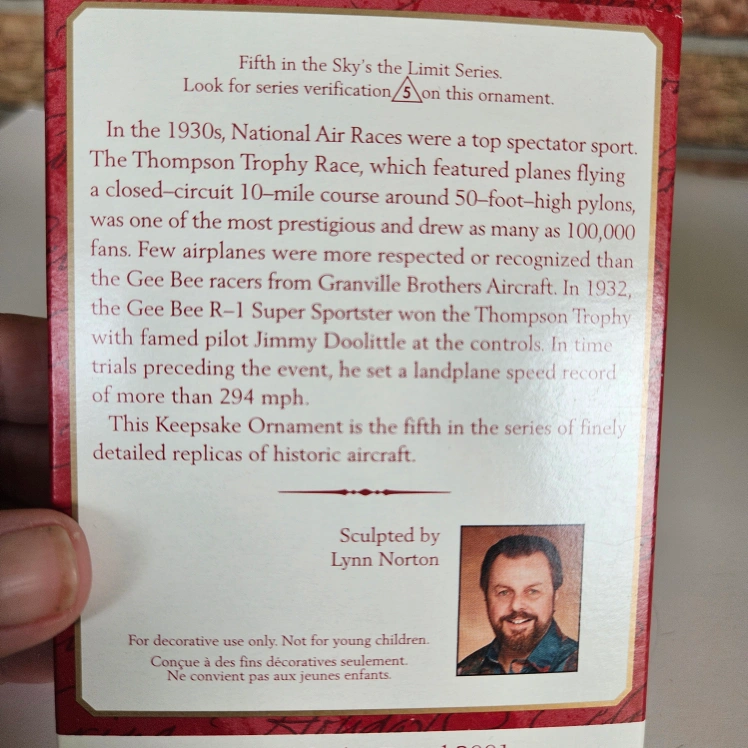 Fifth in the Sky's the Limit Series.
Look for series verification 5 on this ornament.
In the 1930s, National Air Races were a top spectator sport.
The Thompson Trophy Race, which featured planes flying
a closed–circuit 10–mile course around 50–foot–high pylons,
was one of the most prestigious and drew as many as 100,000
fans. Few airplanes were more respected or recognized than
the Gee Bee racers from Granville Brothers Aircraft. In 1932,
the Gee Bee R–1 Super Sportster won the Thompson Trophy
with famed pilot Jimmy Doolittle at the controls. In time
trials preceding the event, he set a landplane speed record
of more than 294 mph.
This Keepsake Ornament is the fifth in the series of finely
detailed replicas of historic aircraft.
Sculpted by
Lynn Norton
For decorative use only. Not for young children.
Conçue à des fins décoratives seulement.
Ne convient pas aux jeunes enfants.